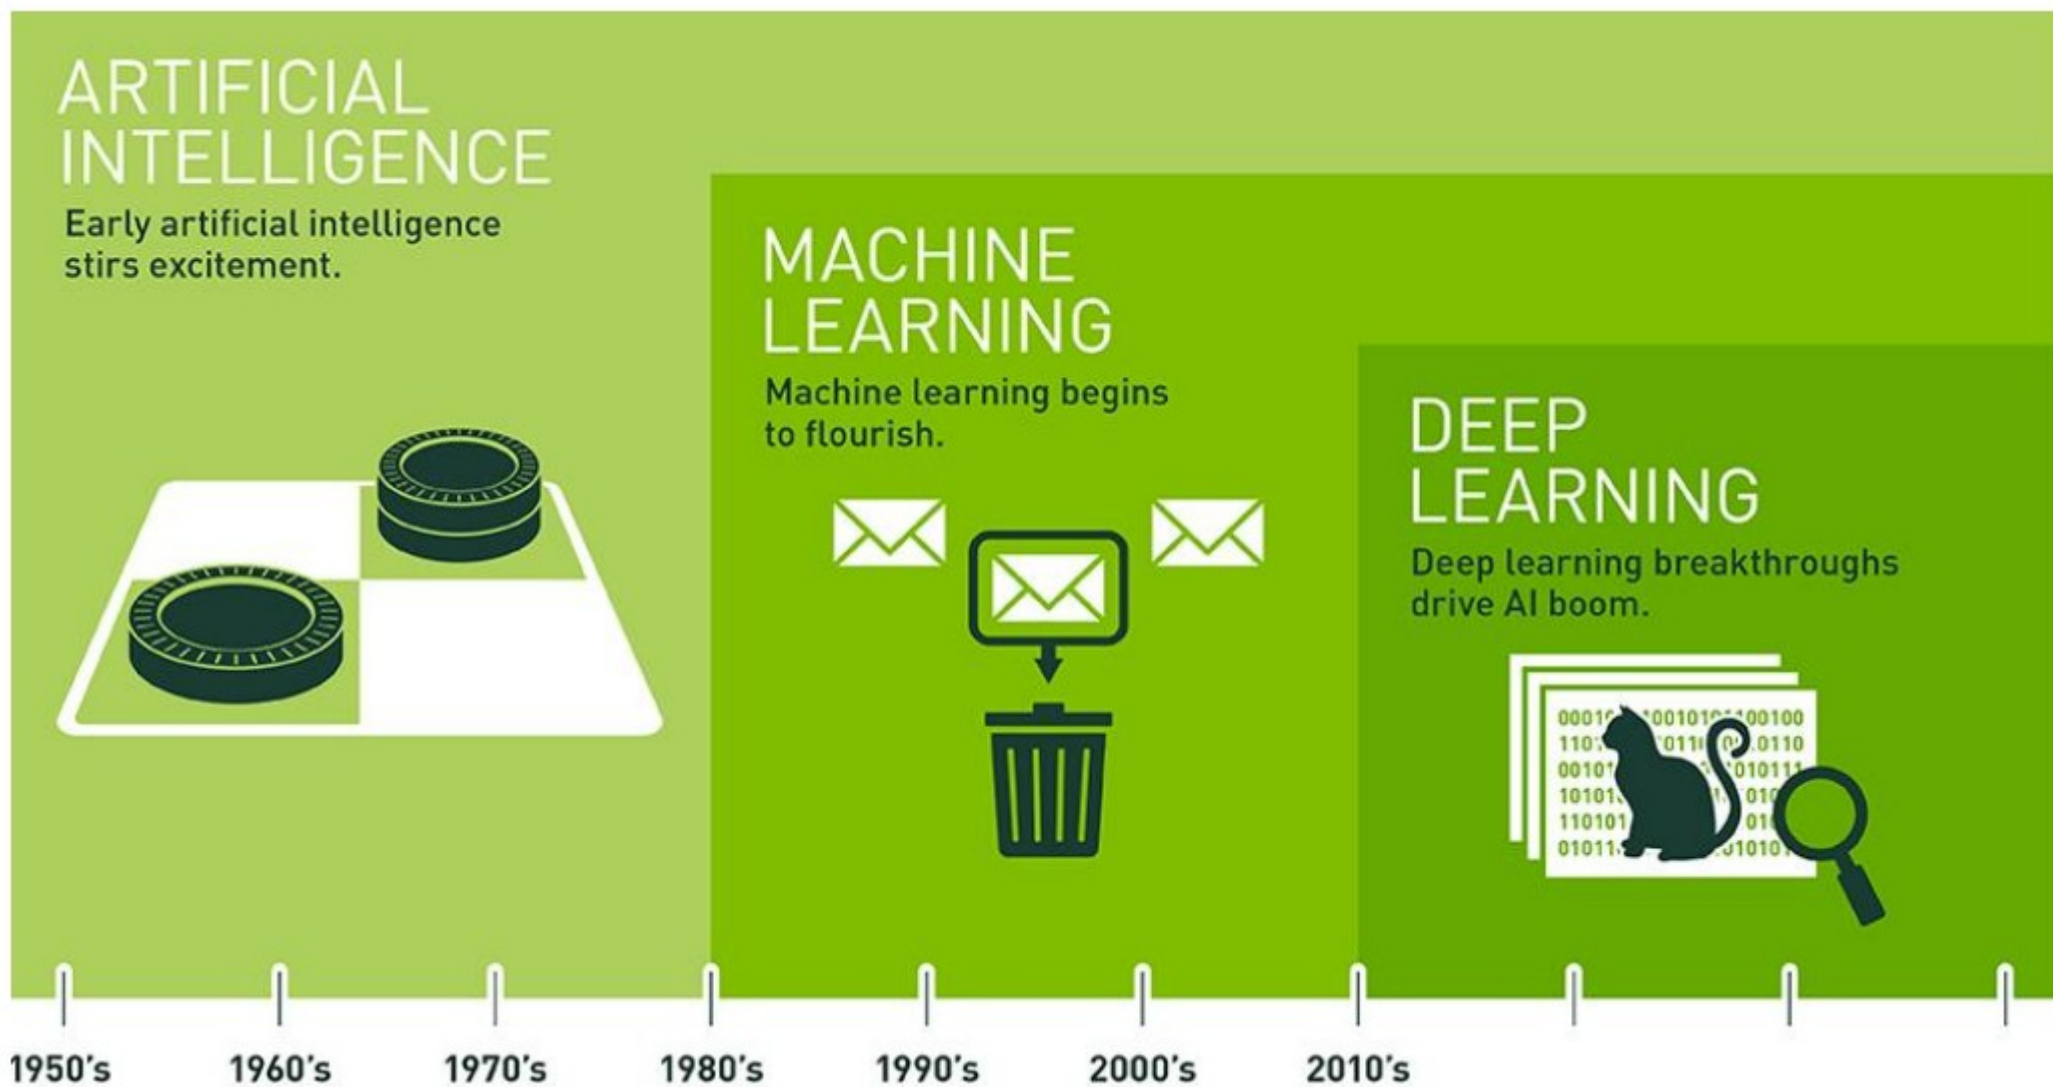 ARTIFICIAL
INTELLIGENCE
Early artificial intelligence
stirs excitement.
MACHINE
LEARNING
Machine learning begins
to flourish.
DEEP
LEARNING
Deep learning breakthroughs
drive AI boom.
1950's
1960's
1970's
1980's
1990's
2000's
2010's